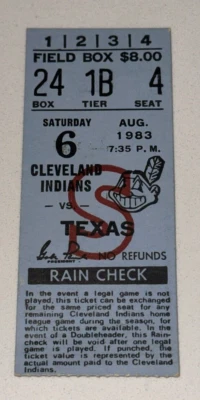 1|2|3|4
FIELD BOX $8.00
24 1B 4
BOX TIER SEAT
SATURDAY AUG.
6 1983
7:35 P.M.
CLEVELAND
INDIANS
— VS. —
TEXAS
PRESIDENT NO REFUNDS
RAIN CHECK
In the event a legal game is not
played, this ticket can be exchanged
for the same priced seat for any
remaining Cleveland Indians home
league game during the season, for
which tickets are available. In the
event of a Doubleheader, this Rain-
check will be void after one legal
game is played. If punched, no
ticket value is represented by the
actual amount paid to the Cleveland
Indians.